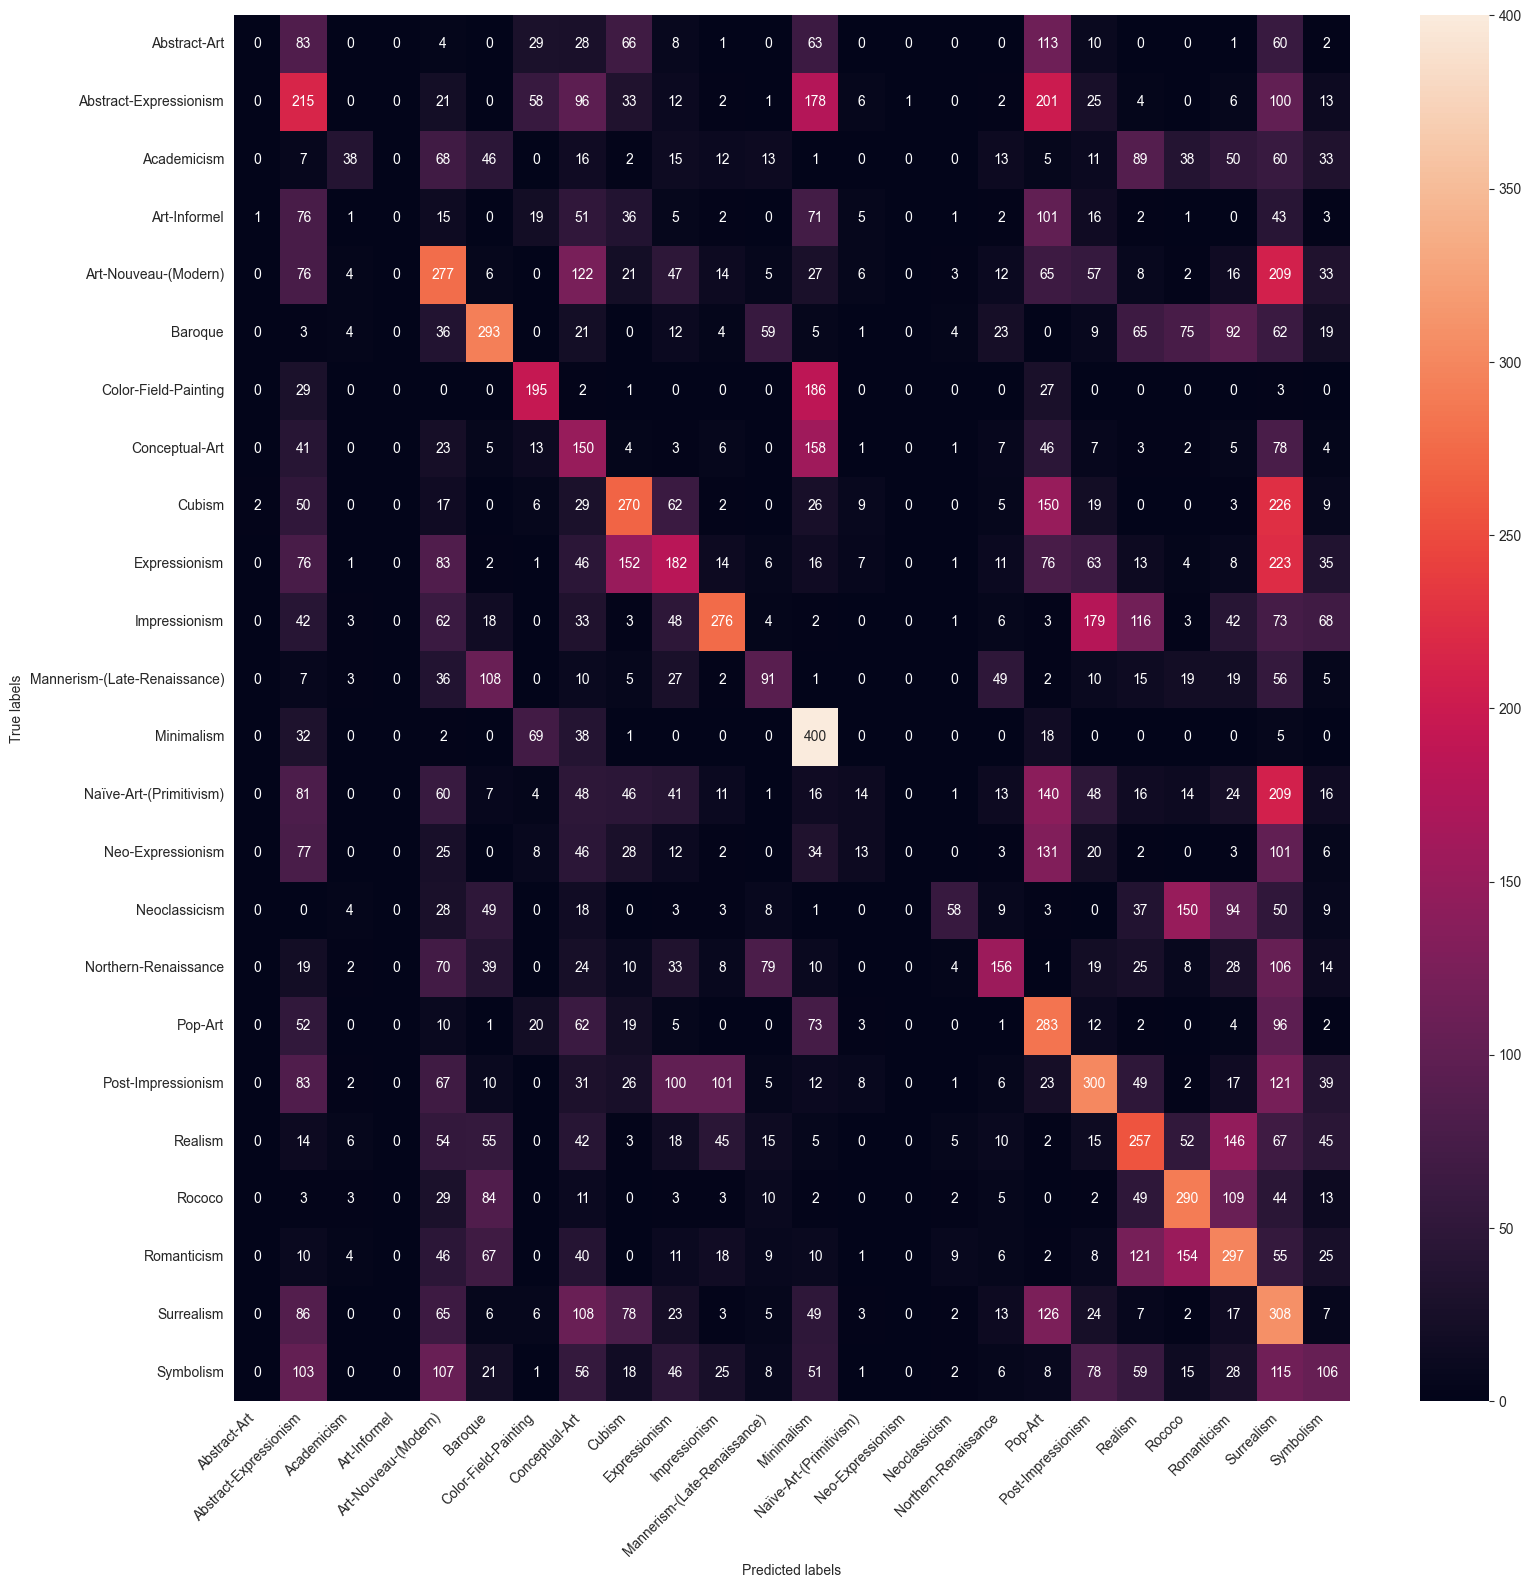 Abstract-Art 0 83 0 0 4 0 29 28 66 8 1 0 63 0 0 0 0 113 10 0 0 1 60 2
Abstract-Expressionism 0 215 0 0 21 0 58 96 33 12 2 1 178 6 1 0 2 201 25 4 0 6 100 13
Academicism 0 7 38 0 68 46 0 16 2 15 12 13 1 0 0 0 13 5 11 89 38 50 60 33
Art-Informel 1 76 1 0 15 0 19 51 36 5 2 0 71 5 0 1 2 101 16 2 1 0 43 3
Art-Nouveau-(Modern) 0 76 4 0 277 6 0 122 21 47 14 5 27 6 0 3 12 65 57 8 2 16 209 33
Baroque 0 3 4 0 36 293 0 21 0 12 4 59 5 1 0 4 23 0 9 65 75 92 62 19
Color-Field-Painting 0 29 0 0 0 0 195 2 1 0 0 0 186 0 0 0 0 27 0 0 0 0 3 0
Conceptual-Art 0 41 0 0 23 5 13 150 4 3 6 0 158 1 0 1 7 46 7 3 2 5 78 4
Cubism 2 50 0 0 17 0 6 29 270 62 2 0 26 9 0 0 5 150 19 0 0 3 226 9
Expressionism 0 76 1 0 83 2 1 46 152 182 14 6 16 7 0 1 11 76 63 13 4 8 223 35
Impressionism 0 42 3 0 62 18 0 33 3 48 276 4 2 0 0 1 6 3 179 116 3 42 73 68
Mannerism-(Late-Renaissance) 0 7 3 0 36 108 0 10 5 27 2 91 1 0 0 0 49 2 10 15 19 19 56 5
Minimalism 0 32 0 0 2 0 69 38 1 0 0 0 400 0 0 0 0 18 0 0 0 0 5 0
Naïve-Art-(Primitivism) 0 81 0 0 60 7 4 48 46 41 11 1 16 14 0 1 13 140 48 16 14 24 209 16
Neo-Expressionism 0 77 0 0 25 0 8 46 28 12 2 0 34 13 0 0 3 131 20 2 0 3 101 6
Neoclassicism 0 0 4 0 28 49 0 18 0 3 3 8 1 0 0 58 9 3 0 37 150 94 50 9
Northern-Renaissance 0 19 2 0 70 39 0 24 10 33 8 79 10 0 0 4 156 1 19 25 8 28 106 14
Pop-Art 0 52 0 0 10 1 20 62 19 5 0 0 73 3 0 0 1 283 12 2 0 4 96 2
Post-Impressionism 0 83 2 0 67 10 0 31 26 100 101 5 12 8 0 1 6 23 300 49 2 17 121 39
Realism 0 14 6 0 54 55 0 42 3 18 45 15 5 0 0 5 10 2 15 257 52 146 67 45
Rococo 0 3 3 0 29 84 0 11 0 3 3 10 2 0 0 2 5 0 2 49 290 109 44 13
Romanticism 0 10 4 0 46 67 0 40 0 11 18 9 10 1 0 9 6 2 8 121 154 297 55 25
Surrealism 0 86 0 0 65 6 6 108 78 23 3 5 49 3 0 2 13 126 24 7 2 17 308 7
Symbolism 0 103 0 0 107 21 1 56 18 46 25 8 51 1 0 2 6 8 78 59 15 28 115 106
True labels
Abstract-Art
Abstract-Expressionism
Academicism
Art-Informel
Art-Nouveau-(Modern)
Baroque
Color-Field-Painting
Conceptual-Art
Cubism
Expressionism
Impressionism
Mannerism-(Late-Renaissance)
Minimalism
Naïve-Art-(Primitivism)
Neo-Expressionism
Neoclassicism
Northern-Renaissance
Pop-Art
Post-Impressionism
Realism
Rococo
Romanticism
Surrealism
Symbolism
Predicted labels
400
350
300
250
200
150
100
50
0